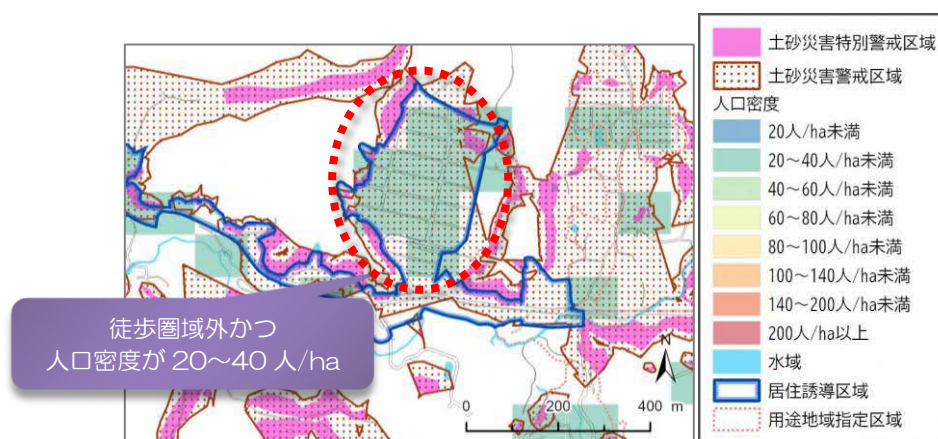 徒歩圏域外かつ
人口密度が 20～40 人/ha
N
0 200 400 m
土砂災害特別警戒区域
土砂災害警戒区域
人口密度
20人/ha未満
20～40人/ha未満
40～60人/ha未満
60～80人/ha未満
80～100人/ha未満
100～140人/ha未満
140～200人/ha未満
200人/ha以上
水域
居住誘導区域
用途地域指定区域